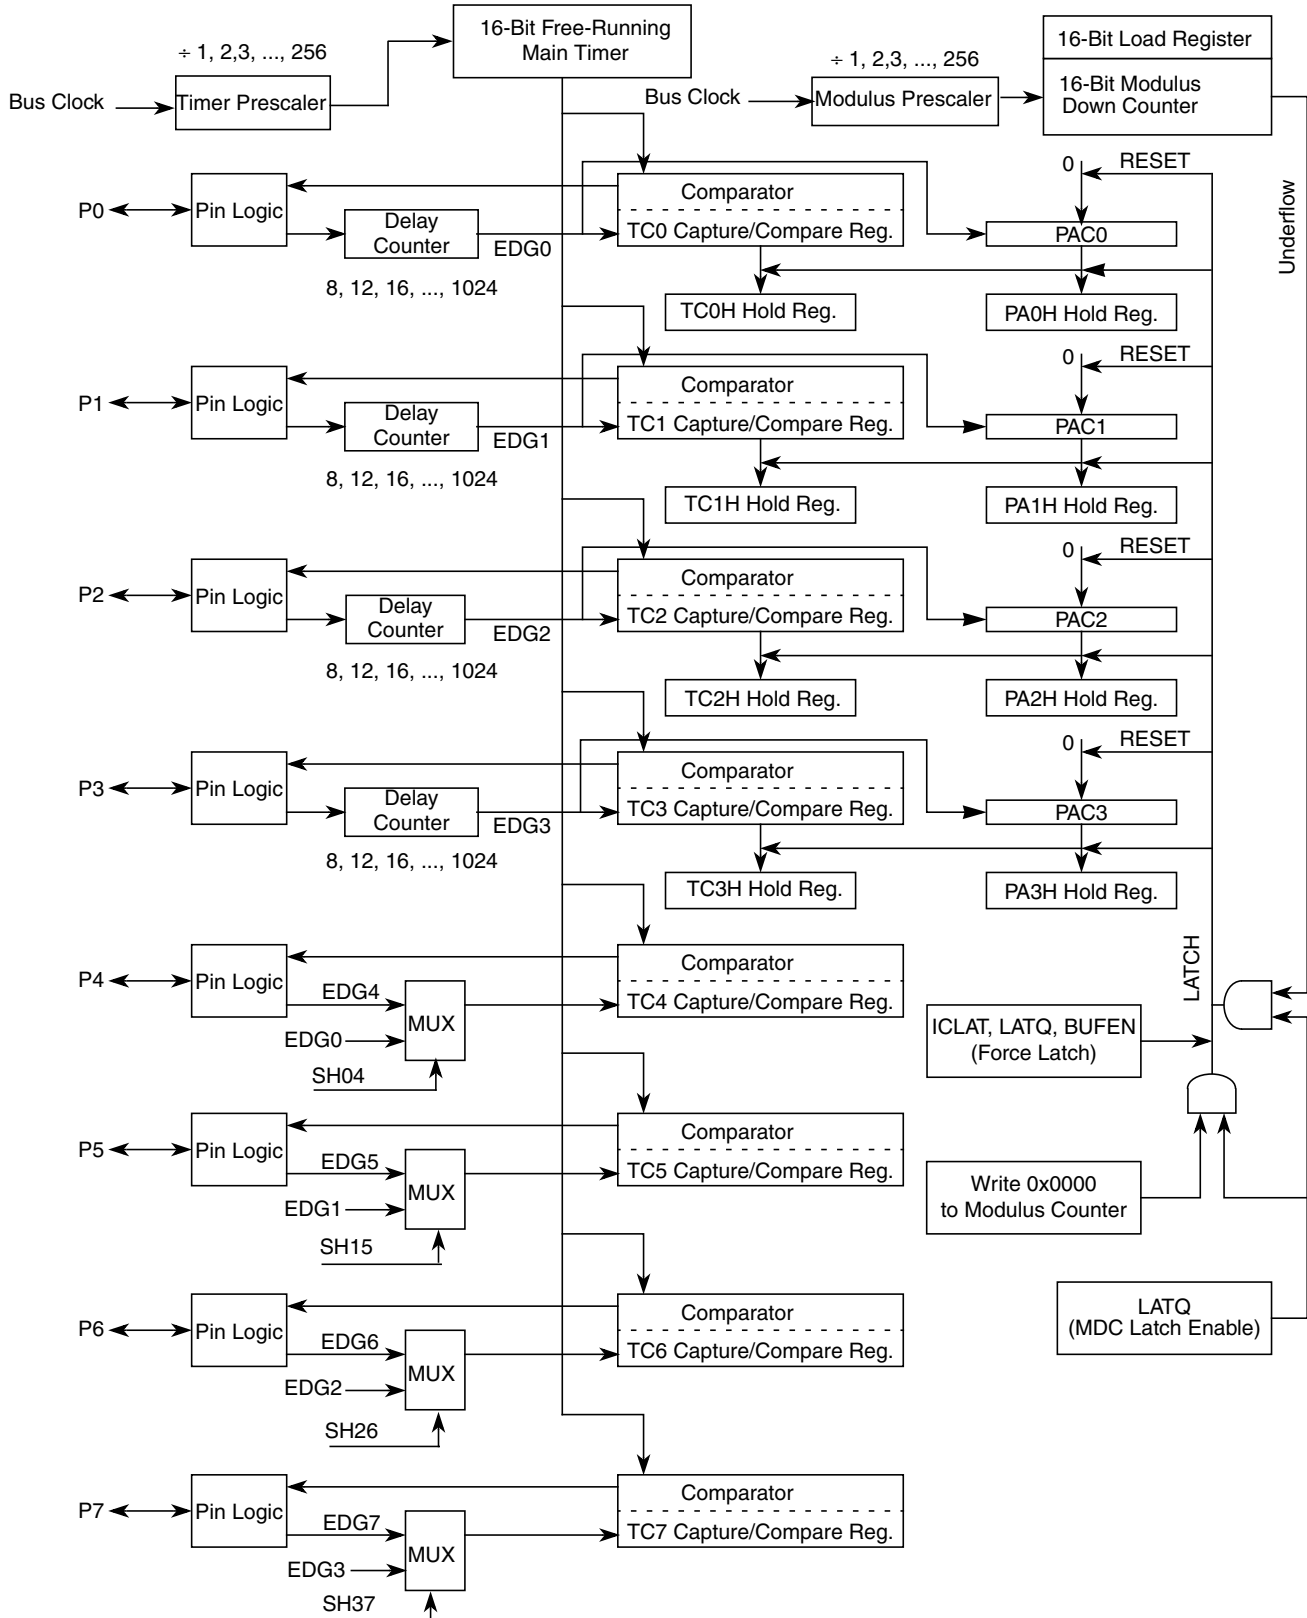 16-Bit Free-Running
Main Timer
16-Bit Load Register
÷ 1, 2,3, ..., 256
÷ 1, 2,3, ..., 256
16-Bit Modulus
Down Counter
Bus Clock
Timer Prescaler
Bus Clock
Modulus Prescaler
Underflow
0
RESET
P0
Pin Logic
Comparator
Delay
Counter
EDG0
TC0 Capture/Compare Reg.
PAC0
8, 12, 16, ..., 1024
TC0H Hold Reg.
PA0H Hold Reg.
0
RESET
P1
Pin Logic
Comparator
Delay
Counter
EDG1
TC1 Capture/Compare Reg.
PAC1
8, 12, 16, ..., 1024
TC1H Hold Reg.
PA1H Hold Reg.
0
RESET
P2
Pin Logic
Comparator
Delay
Counter
EDG2
TC2 Capture/Compare Reg.
PAC2
8, 12, 16, ..., 1024
TC2H Hold Reg.
PA2H Hold Reg.
0
RESET
P3
Pin Logic
Comparator
Delay
Counter
EDG3
TC3 Capture/Compare Reg.
PAC3
8, 12, 16, ..., 1024
TC3H Hold Reg.
PA3H Hold Reg.
LATCH
P4
Pin Logic
Comparator
EDG4
MUX
TC4 Capture/Compare Reg.
EDG0
SH04
ICLAT, LATQ, BUFEN
(Force Latch)
P5
Pin Logic
Comparator
EDG5
MUX
TC5 Capture/Compare Reg.
EDG1
SH15
Write 0x0000
to Modulus Counter
P6
Pin Logic
Comparator
EDG6
MUX
TC6 Capture/Compare Reg.
EDG2
SH26
LATQ
(MDC Latch Enable)
P7
Pin Logic
Comparator
EDG7
MUX
TC7 Capture/Compare Reg.
EDG3
SH37